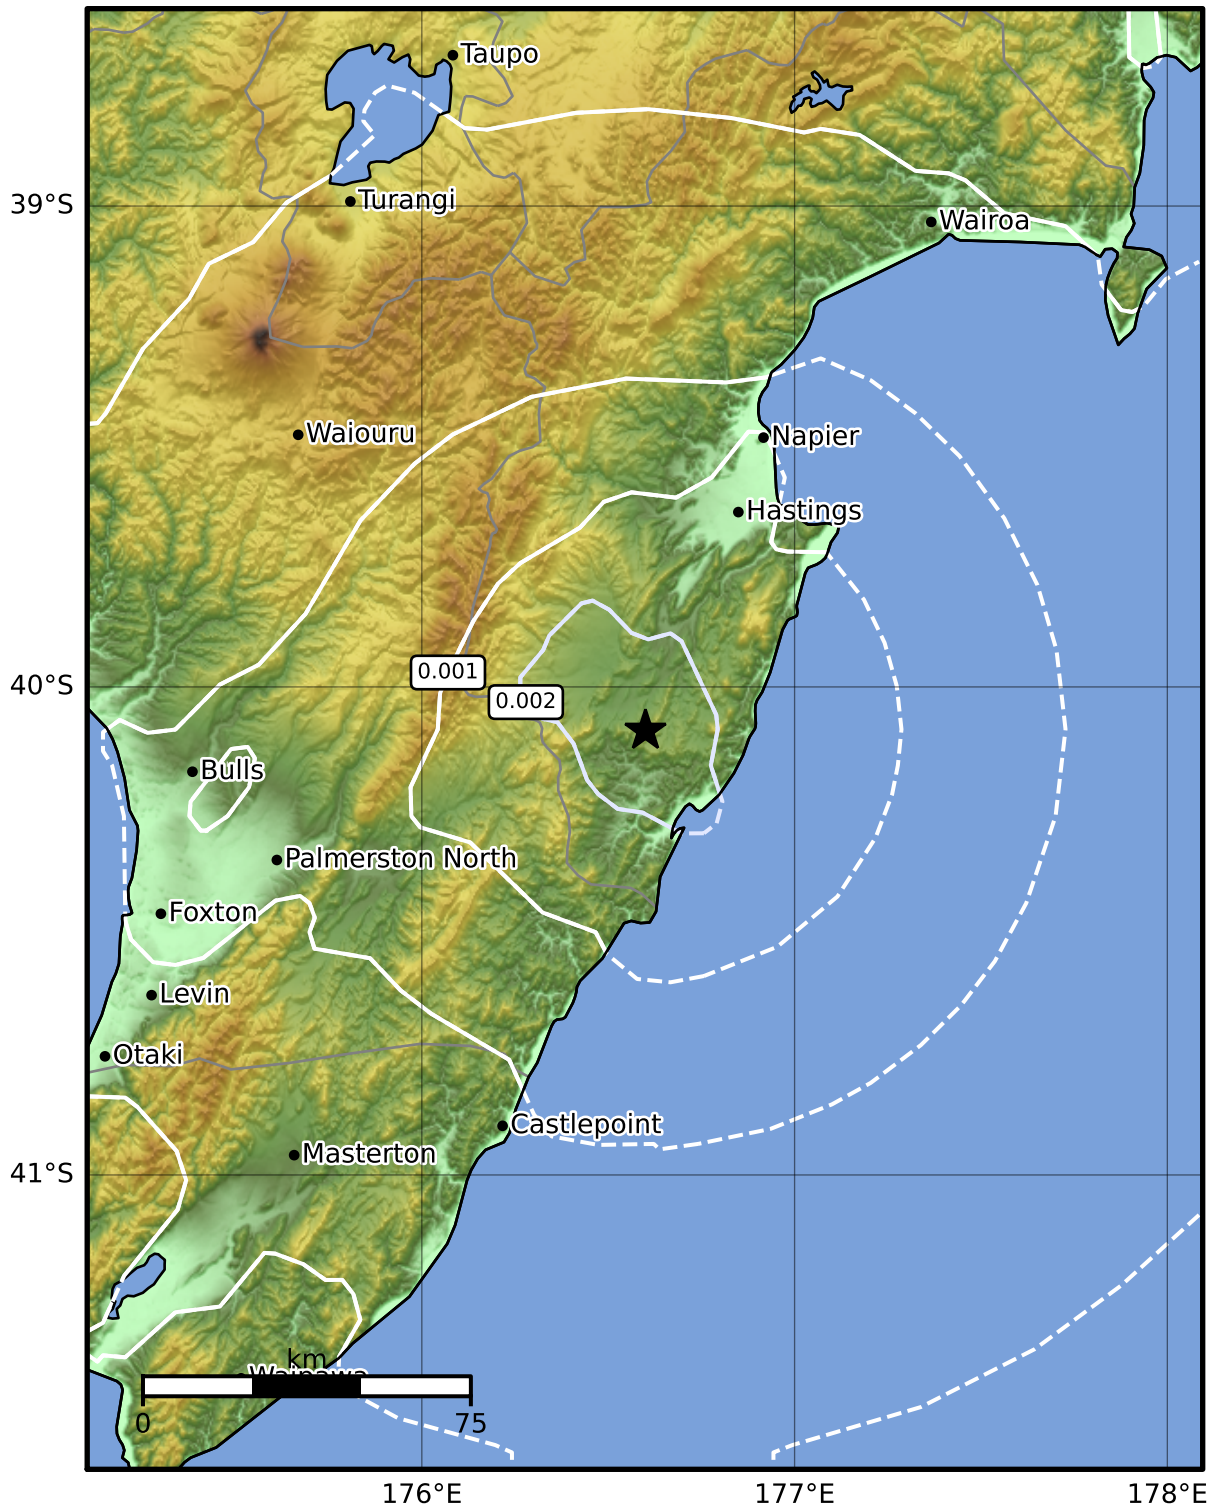 Taupo
39°S
Turangi
Wairoa
Waiouru
Napier
Hastings
0.001
0.002
40°S
Bulls
Palmerston North
Foxton
Levin
Otaki
Castlepoint
Masterton
41°S
km
Waipawa
0
75
176°E
177°E
178°E